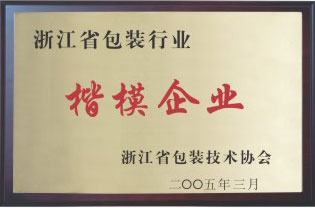 浙江省包装行业
楷模企业
浙江省包装技术协会
二〇〇五年三月